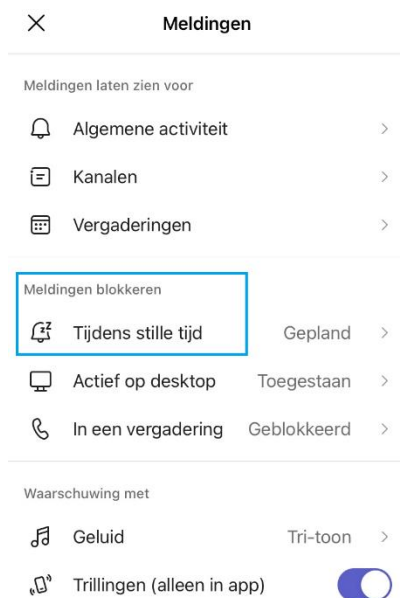 Meldingen
Meldingen laten zien voor
Algemene activiteit
Kanalen
Vergaderingen
Meldingen blokkeren
Tijdens stille tijd Gepland
Actief op desktop Toegestaan
In een vergadering Geblokkeerd
Waarschuwing met
Geluid Tri-toon
Trillingen (alleen in app)